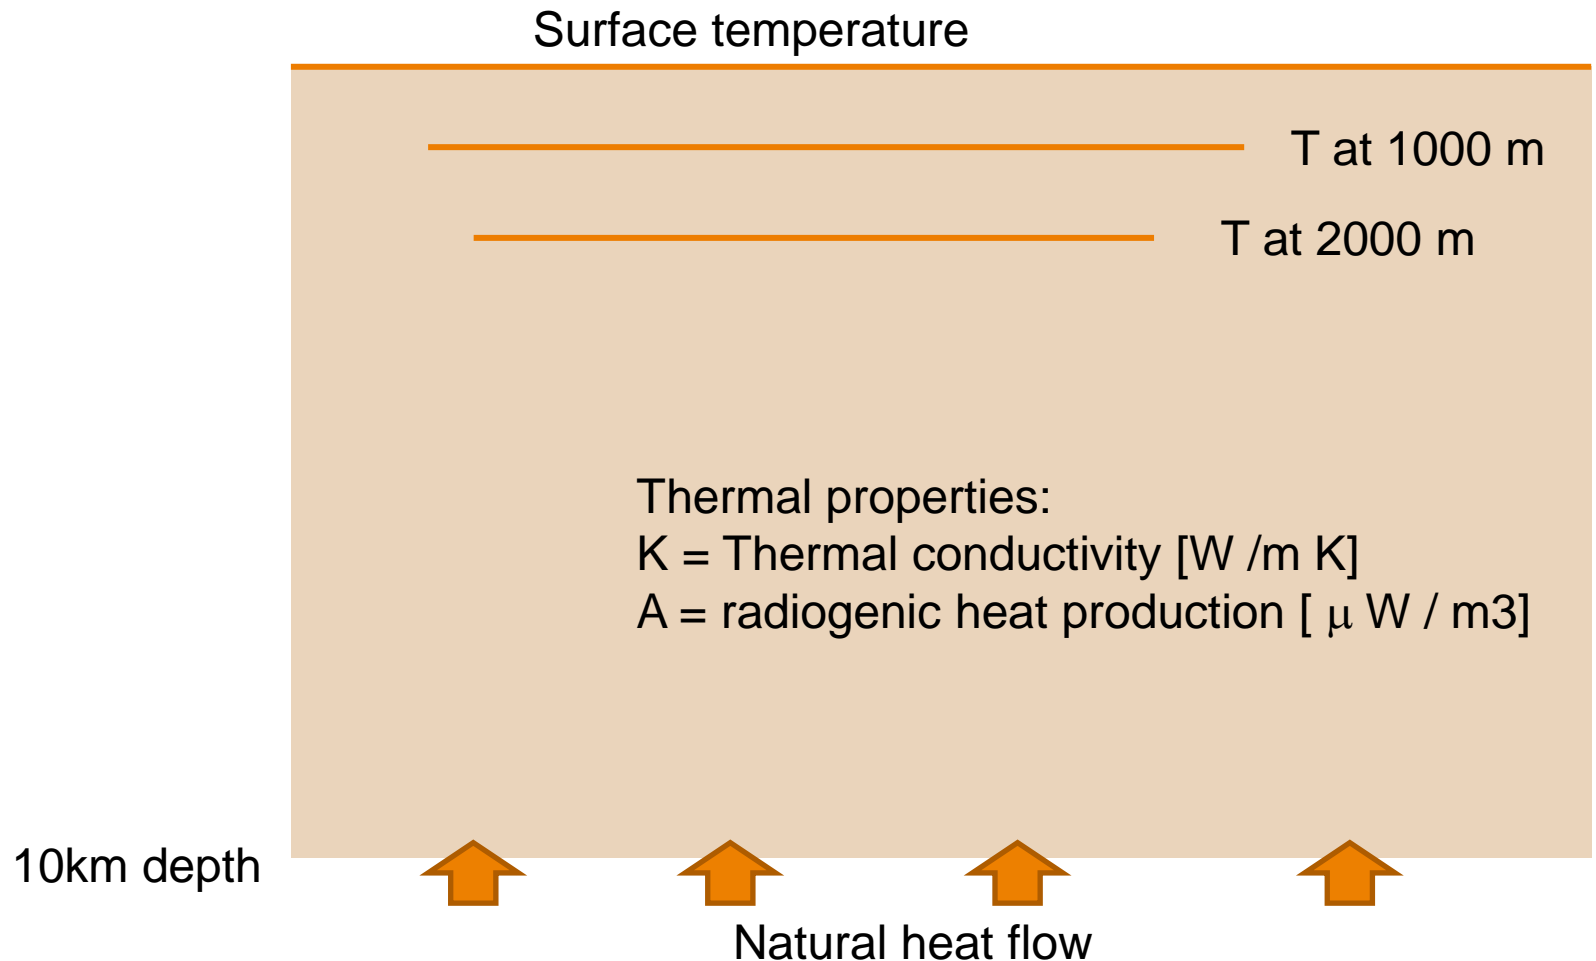 Surface temperature
T at 1000 m
T at 2000 m
Thermal properties:
K = Thermal conductivity [W /m K]
A = radiogenic heat production [ μ W / m3]
10km depth
Natural heat flow